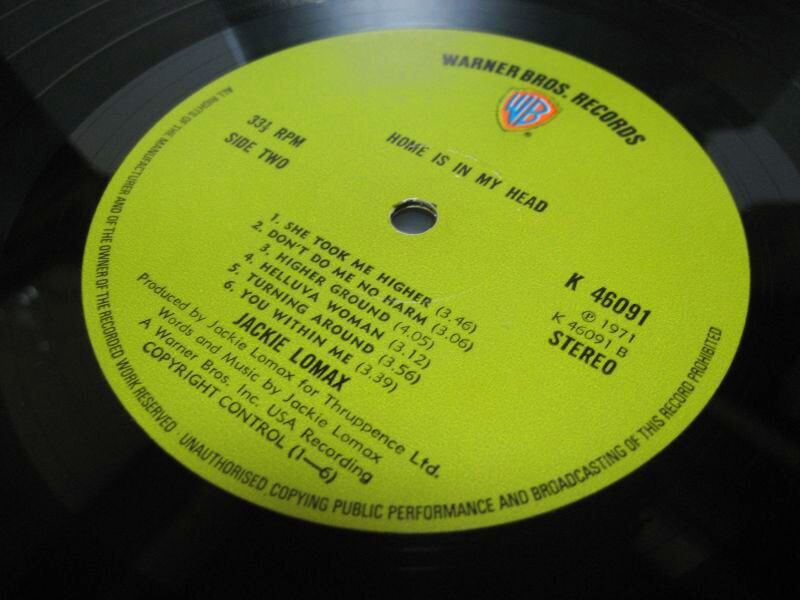 WARNER BROS. RECORDS
WB
®
33⅓ RPM
SIDE TWO
HOME IS IN MY HEAD
1. SHE TOOK ME HIGHER (3.46)
2. DON'T DO ME NO HARM (3.06)
3. HIGHER GROUND (4.05)
4. HELLUVA WOMAN (3.12)
5. TURNING AROUND (3.56)
6. YOU WITHIN ME (3.39)
JACKIE LOMAX
Produced by Jackie Lomax for Thruppence Ltd.
Words and Music by Jackie Lomax
A Warner Bros. Inc. USA Recording
COPYRIGHT CONTROL (1—6)
K 46091
℗ 1971
K 46091 B
STEREO
ALL RIGHTS OF THE MANUFACTURER AND OF THE OWNER OF THE RECORDED WORK RESERVED · UNAUTHORISED, COPYING PUBLIC PERFORMANCE AND BROADCASTING OF THIS RECORD PROHIBITED